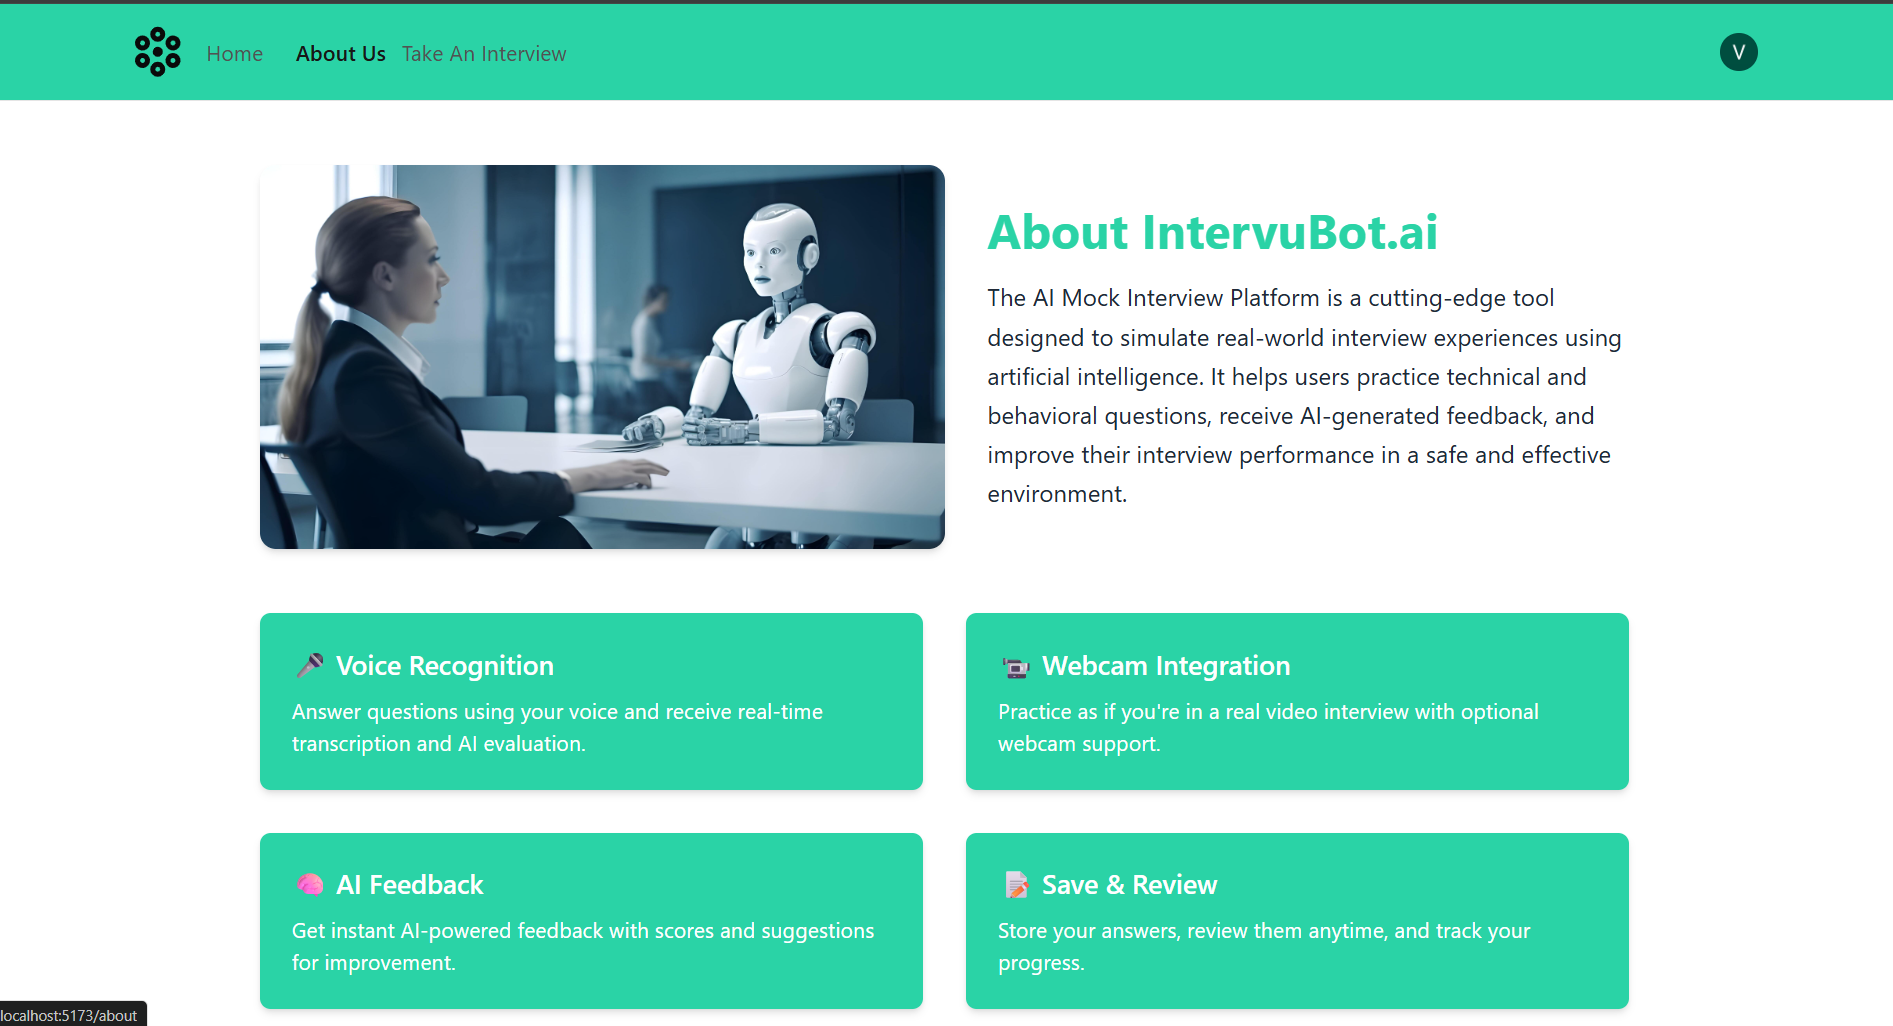 Home About Us Take An Interview V
About IntervuBot.ai
The AI Mock Interview Platform is a cutting-edge tool
designed to simulate real-world interview experiences using
artificial intelligence. It helps users practice technical and
behavioral questions, receive AI-generated feedback, and
improve their interview performance in a safe and effective
environment.
🎤 Voice Recognition
Answer questions using your voice and receive real-time
transcription and AI evaluation.
📹 Webcam Integration
Practice as if you're in a real video interview with optional
webcam support.
🧠 AI Feedback
Get instant AI-powered feedback with scores and suggestions
for improvement.
📝 Save & Review
Store your answers, review them anytime, and track your
progress.
localhost:5173/about